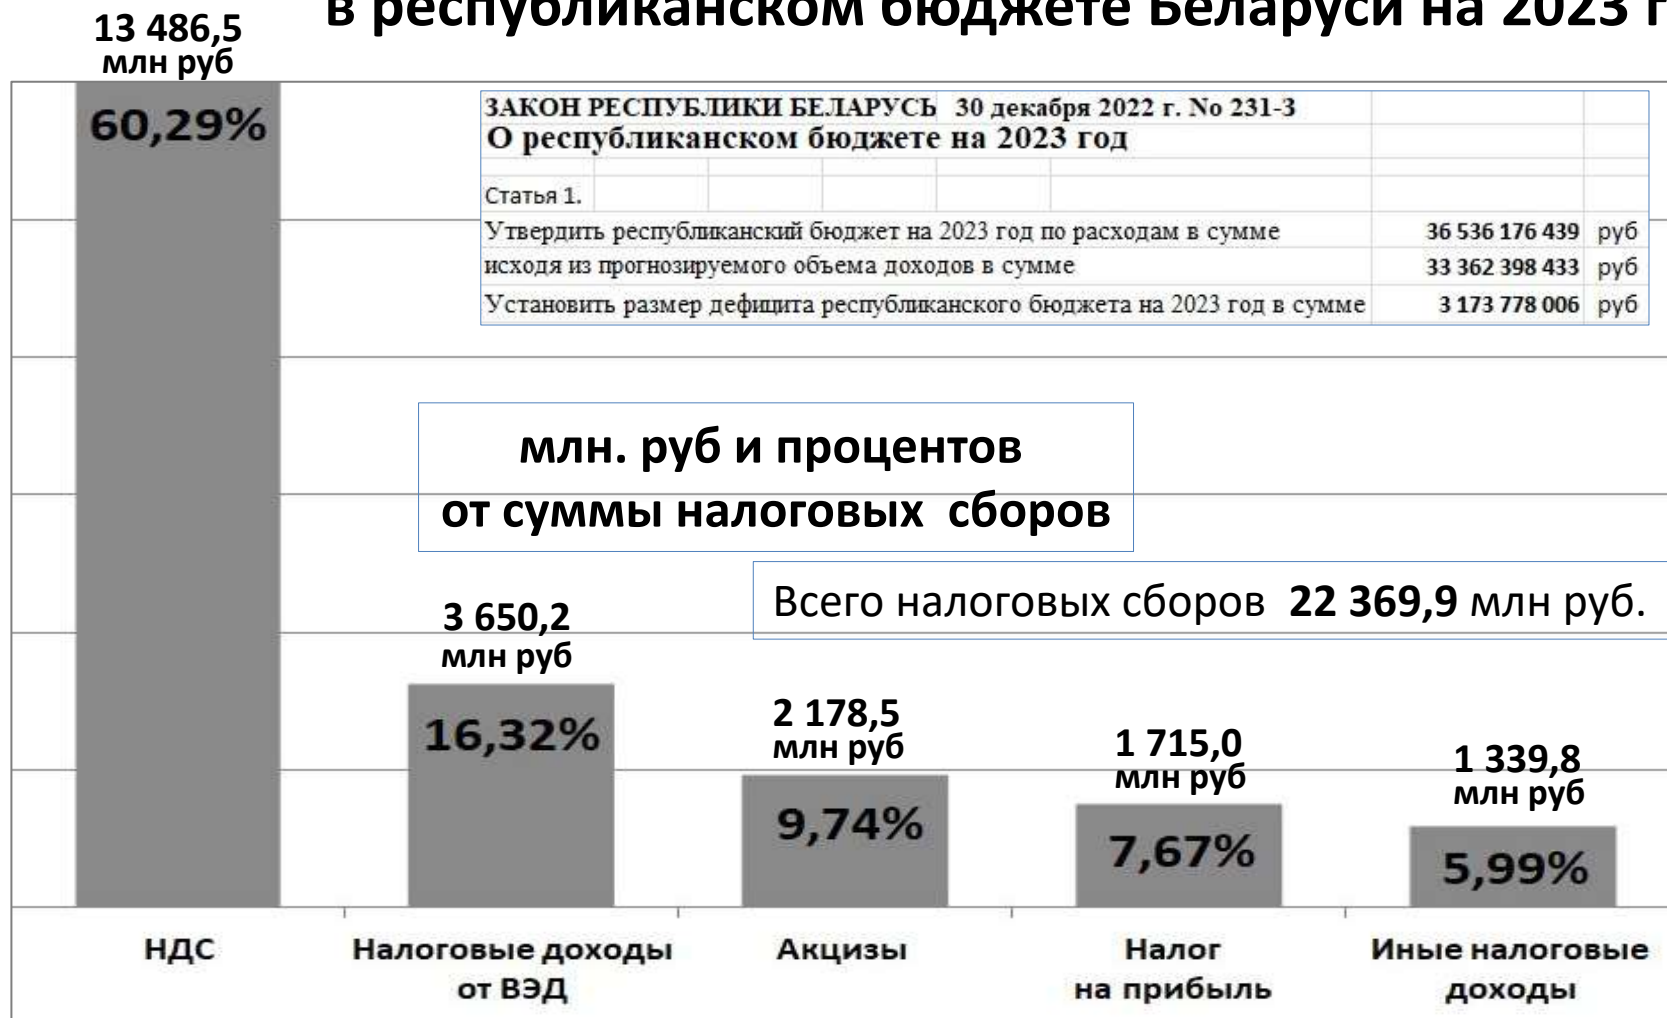 в республиканском бюджете Беларуси на 2023 г
13 486,5
млн руб
60,29%
ЗАКОН РЕСПУБЛИКИ БЕЛАРУСЬ 30 декабря 2022 г. No 231-З
О республиканском бюджете на 2023 год
Статья 1.
Утвердить республиканский бюджет на 2023 год по расходам в сумме 36 536 176 439 руб
исходя из прогнозируемого объема доходов в сумме 33 362 398 433 руб
Установить размер дефицита республиканского бюджета на 2023 год в сумме 3 173 778 006 руб
млн. руб и процентов
от суммы налоговых сборов
Всего налоговых сборов 22 369,9 млн руб.
3 650,2
млн руб
16,32%
2 178,5
млн руб
9,74%
1 715,0
млн руб
7,67%
1 339,8
млн руб
5,99%
НДС
Налоговые доходы
от ВЭД
Акцизы
Налог
на прибыль
Иные налоговые
доходы